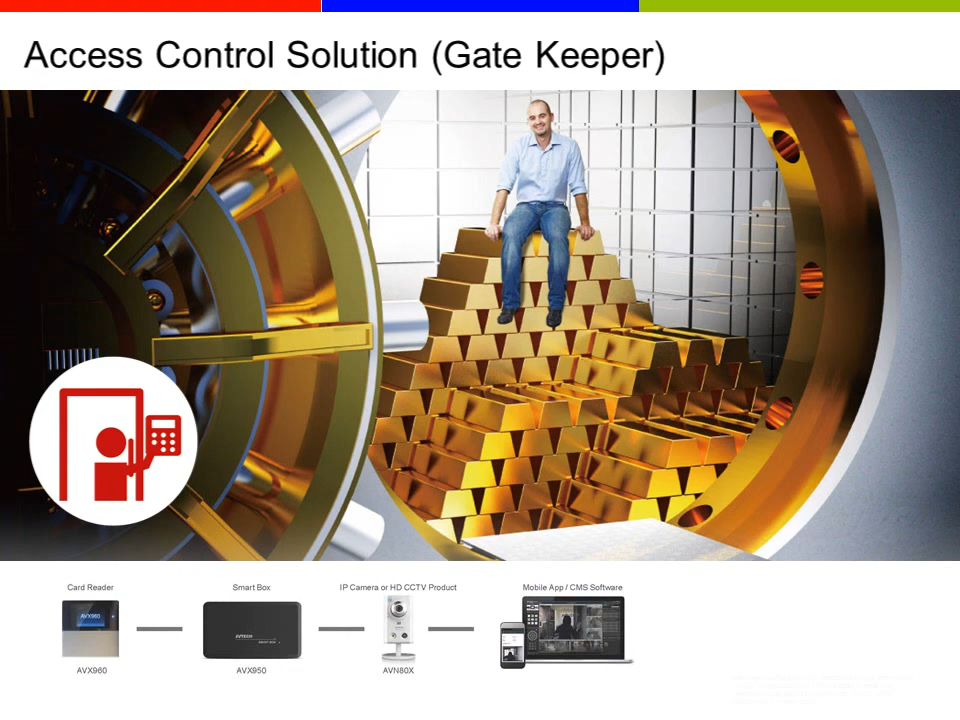 Access Control Solution (Gate Keeper)
Card Reader
Smart Box
IP Camera or HD CCTV Product
Mobile App / CMS Software
AVX960
AVTECH
AVX960
AVX950
AVN80X